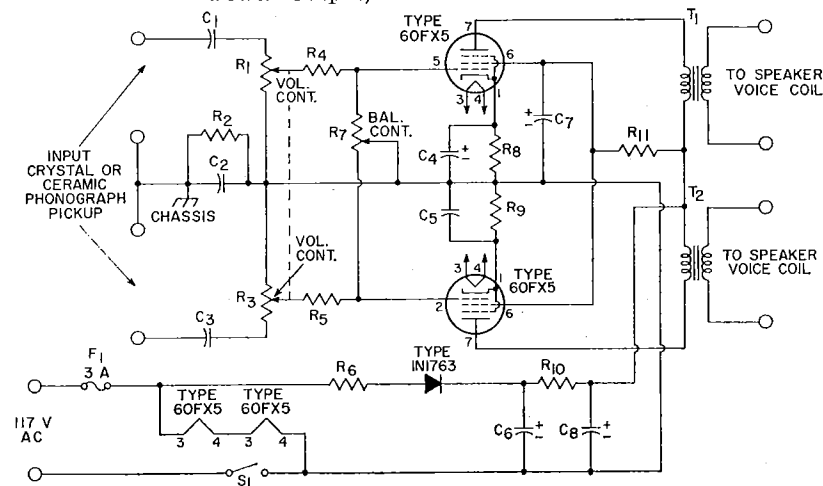 C1
TYPE
60FX5
7
T1
R1
VOL.
CONT.
R4
5
6
3
4
1
TO SPEAKER
VOICE COIL
R2
C2
CHASSIS
INPUT
CRYSTAL OR
CERAMIC
PHONOGRAPH
PICKUP
R7
BAL.
CONT.
C4
+
-
R8
+
-
C7
R11
C5
R9
T2
VOL.
CONT.
R3
R5
C3
3
4
1
TYPE
60FX5
2
6
7
TO SPEAKER
VOICE COIL
F1
3 A
117 V
AC
TYPE
60FX5
TYPE
60FX5
3
4
3
4
R6
TYPE
1N1763
R10
C6
+
-
C8
+
-
S1